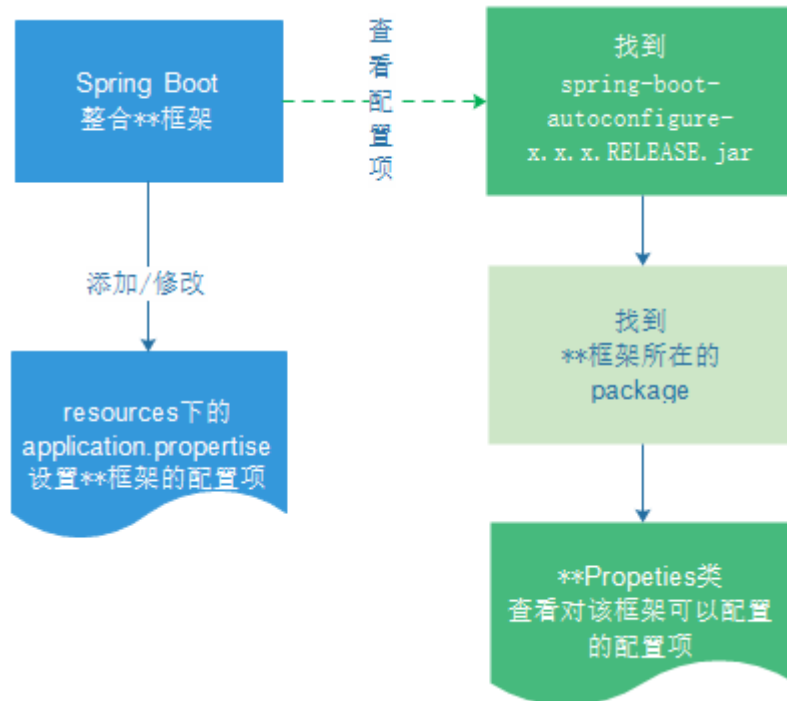 Spring Boot
整合**框架
查看配置项
找到
spring-boot-
autoconfigure-
x.x.x.RELEASE.jar
添加/修改
找到
**框架所在的
package
resources下的
application.propertise
设置**框架的配置项
**Propeties类
查看对该框架可以配置
的配置项